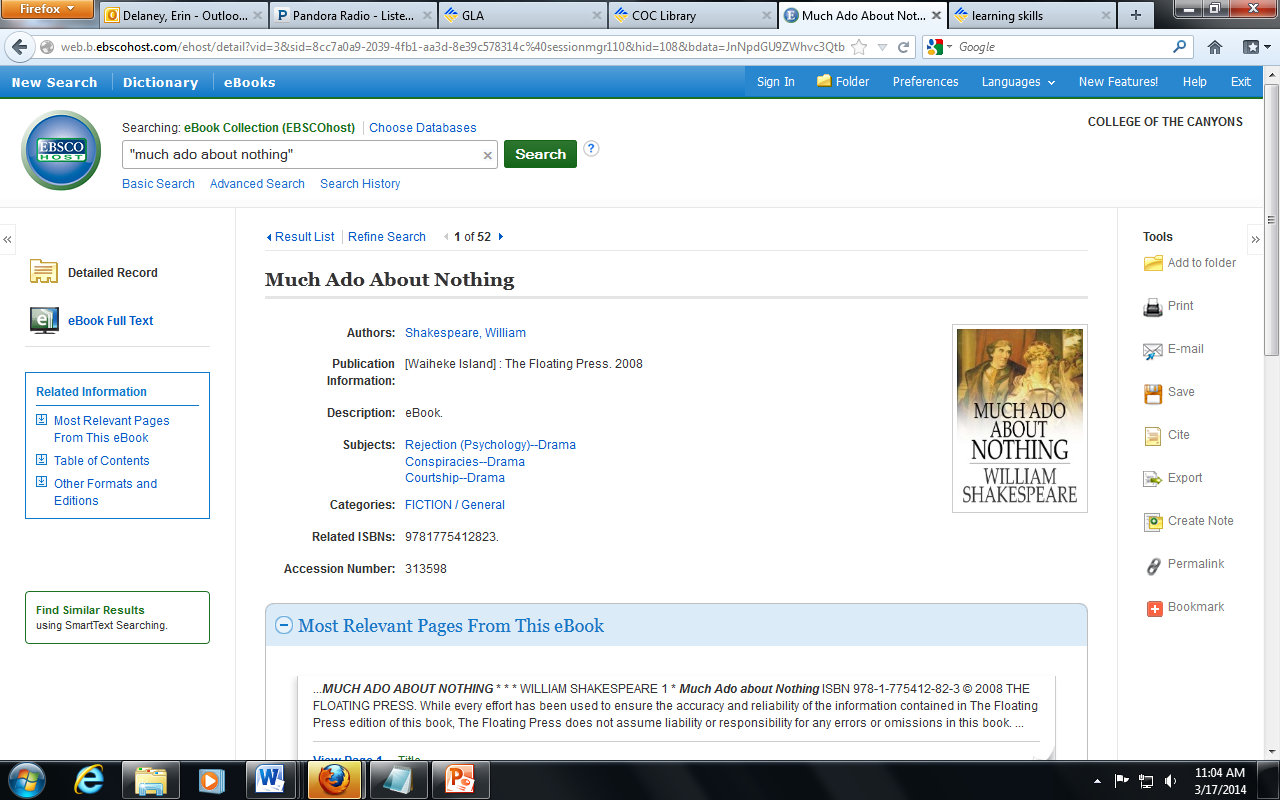 Firefox
Delaney, Erin - Outloo...
Pandora Radio - Liste...
GLA
COC Library
Much Ado About Not...
learning skills
web.b.ebscohost.com/ehost/detail?vid=3&sid=8cc7a0a9-2039-4fb1-aa3d-8e39c578314c%40sessionmgr110&hid=108&bdata=JnNpdGU9ZWhvc3Qtb
Google
New Search
Dictionary
eBooks
Sign In
Folder
Preferences
Languages
New Features!
Help
Exit
EBSCO
HOST
Searching: eBook Collection (EBSCOhost)
Choose Databases
COLLEGE OF THE CANYONS
"much ado about nothing"
Search
?
Basic Search
Advanced Search
Search History
Result List
Refine Search
1 of 52
Tools
Detailed Record
eBook Full Text
Related Information
Most Relevant Pages
From This eBook
Table of Contents
Other Formats and
Editions
Find Similar Results
using SmartText Searching.
Much Ado About Nothing
Authors: Shakespeare, William
Publication [Waiheke Island] : The Floating Press. 2008
Information:
Description: eBook.
Subjects: Rejection (Psychology)--Drama
Conspiracies--Drama
Courtship--Drama
Categories: FICTION / General
Related ISBNs: 9781775412823.
Accession Number: 313598
MUCH ADO
ABOUT
NOTHING
WILLIAM
SHAKESPEARE
Add to folder
Print
E-mail
Save
Cite
Export
Create Note
Permalink
Bookmark
Most Relevant Pages From This eBook
...MUCH ADO ABOUT NOTHING * * * WILLIAM SHAKESPEARE 1 * Much Ado about Nothing ISBN 978-1-775412-82-3 © 2008 THE
FLOATING PRESS. While every effort has been used to ensure the accuracy and reliability of the information contained in The Floating
Press edition of this book, The Floating Press does not assume liability or responsibility for any errors or omissions in this book. ...
View Page 1 Title
11:04 AM
3/17/2014